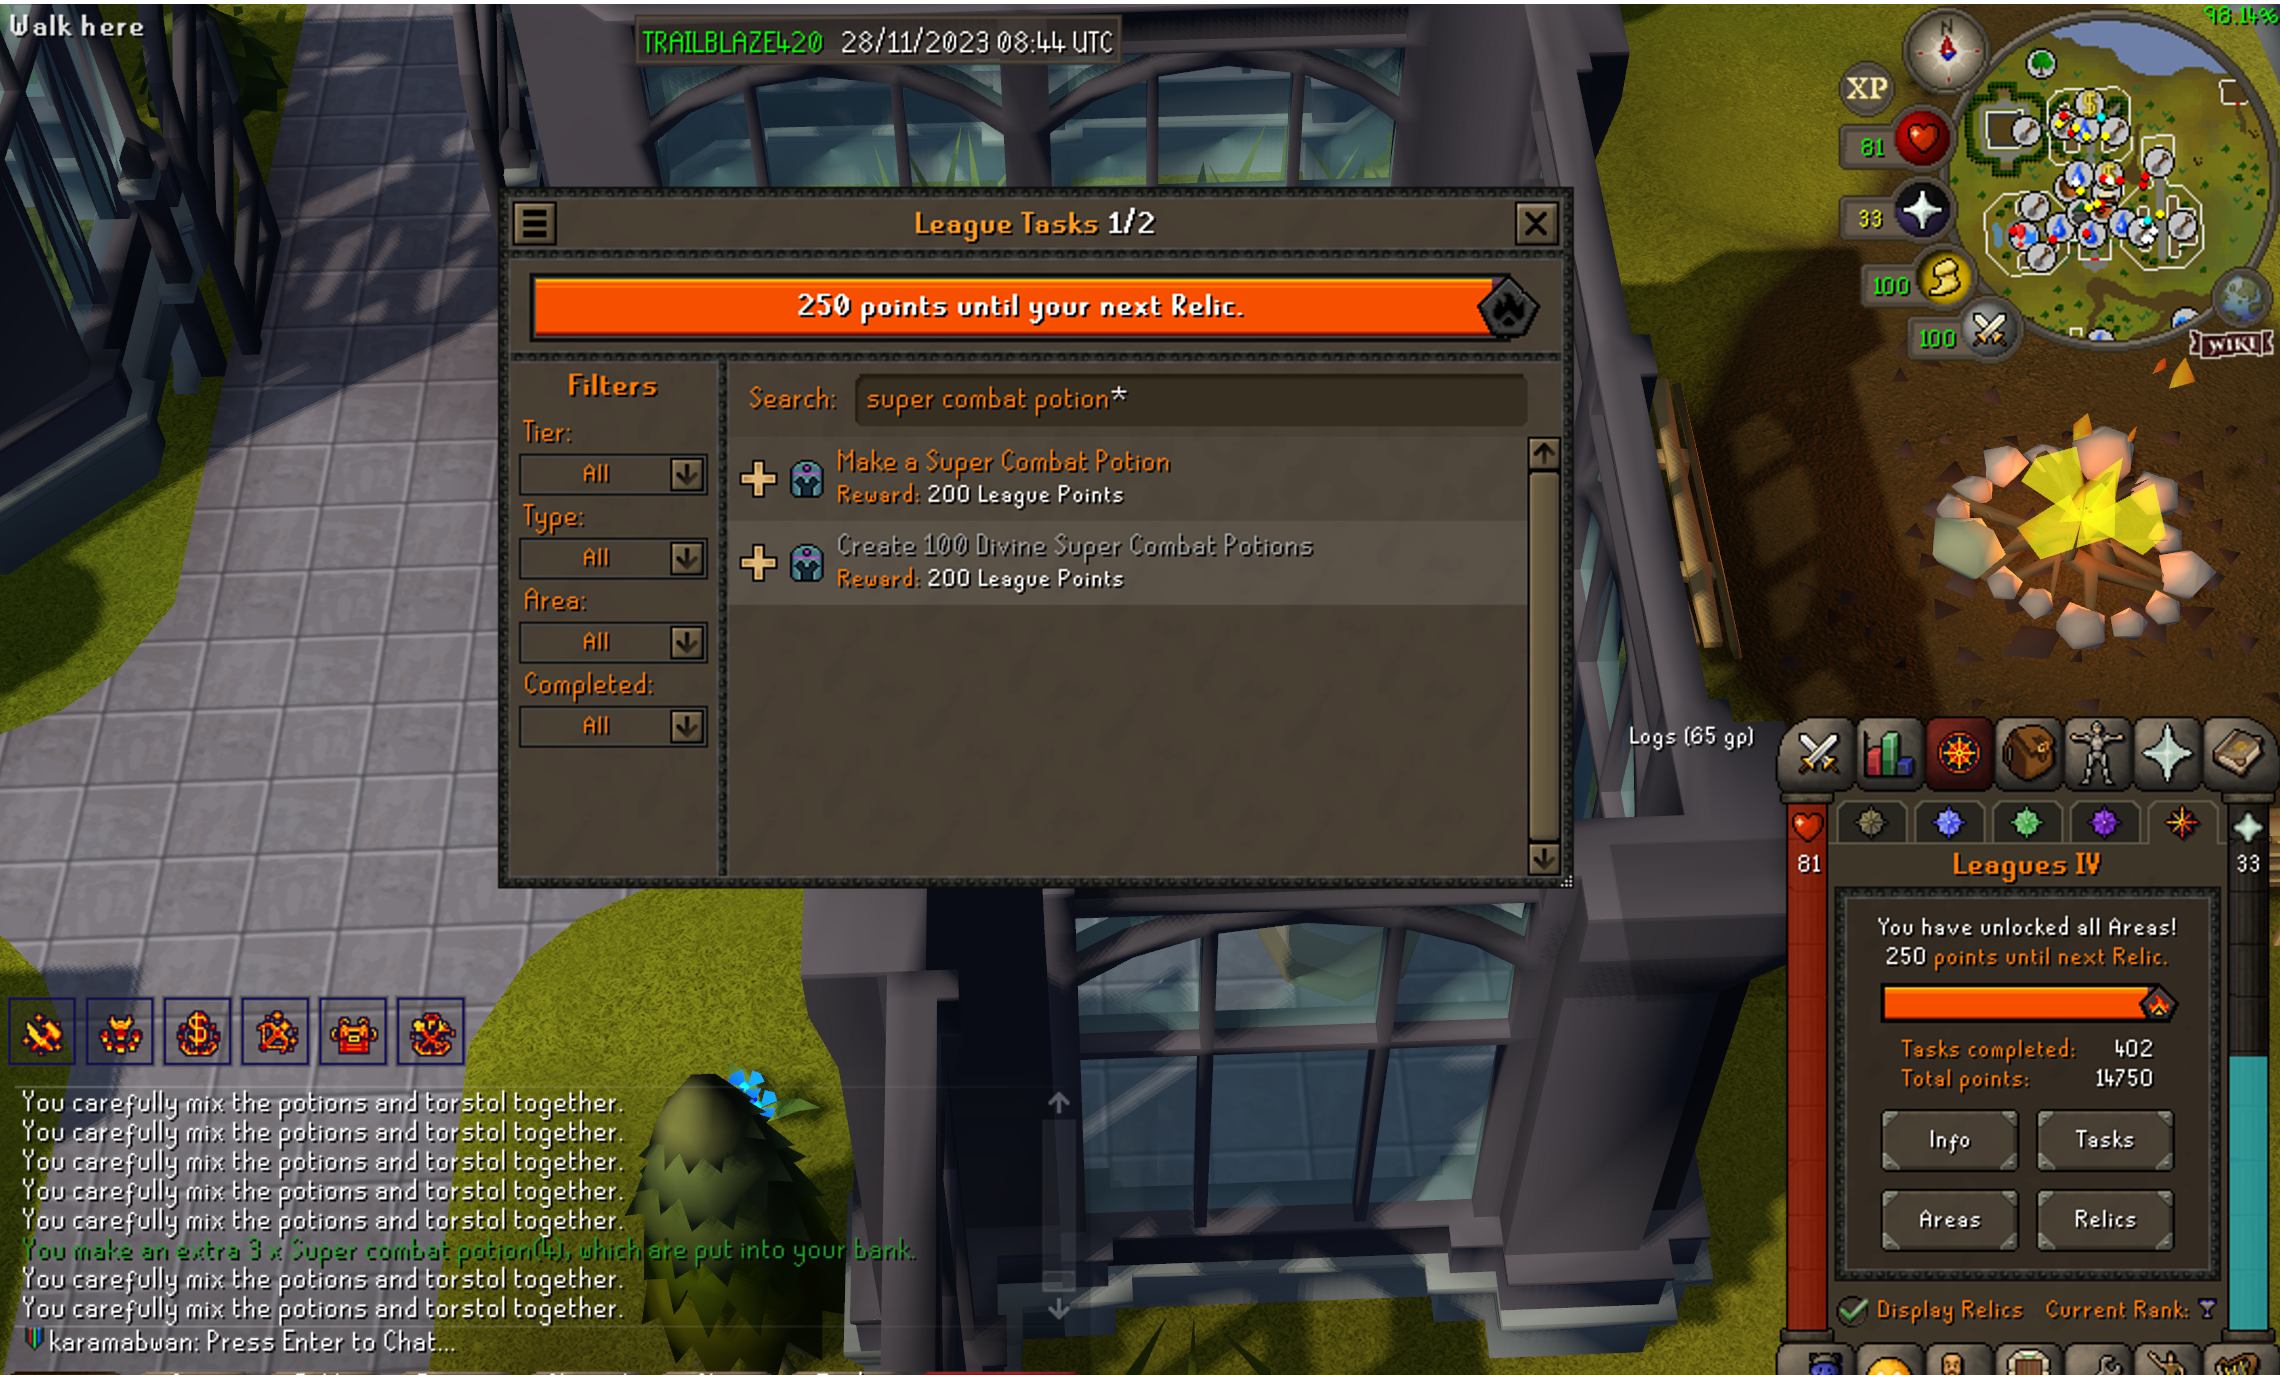 Walk here
TRAILBLAZE420 28/11/2023 08:44 UTC
98.14%
N
XP
81
33
100
100
WIKI
League Tasks 1/2
250 points until your next Relic.
Filters
Tier:
All
Type:
All
Area:
All
Completed:
All
Search: super combat potion*
Make a Super Combat Potion
Reward: 200 League Points
Create 100 Divine Super Combat Potions
Reward: 200 League Points
Logs (65 gp)
81
33
Leagues IV
You have unlocked all Areas!
250 points until next Relic.
Tasks completed: 402
Total points: 14750
Info
Tasks
Areas
Relics
Display Relics Current Rank:
You carefully mix the potions and torstol together.
You carefully mix the potions and torstol together.
You carefully mix the potions and torstol together.
You carefully mix the potions and torstol together.
You carefully mix the potions and torstol together.
You make an extra 3 x Super combat potion(4), which are put into your bank.
You carefully mix the potions and torstol together.
You carefully mix the potions and torstol together.
karamabwan: Press Enter to Chat...